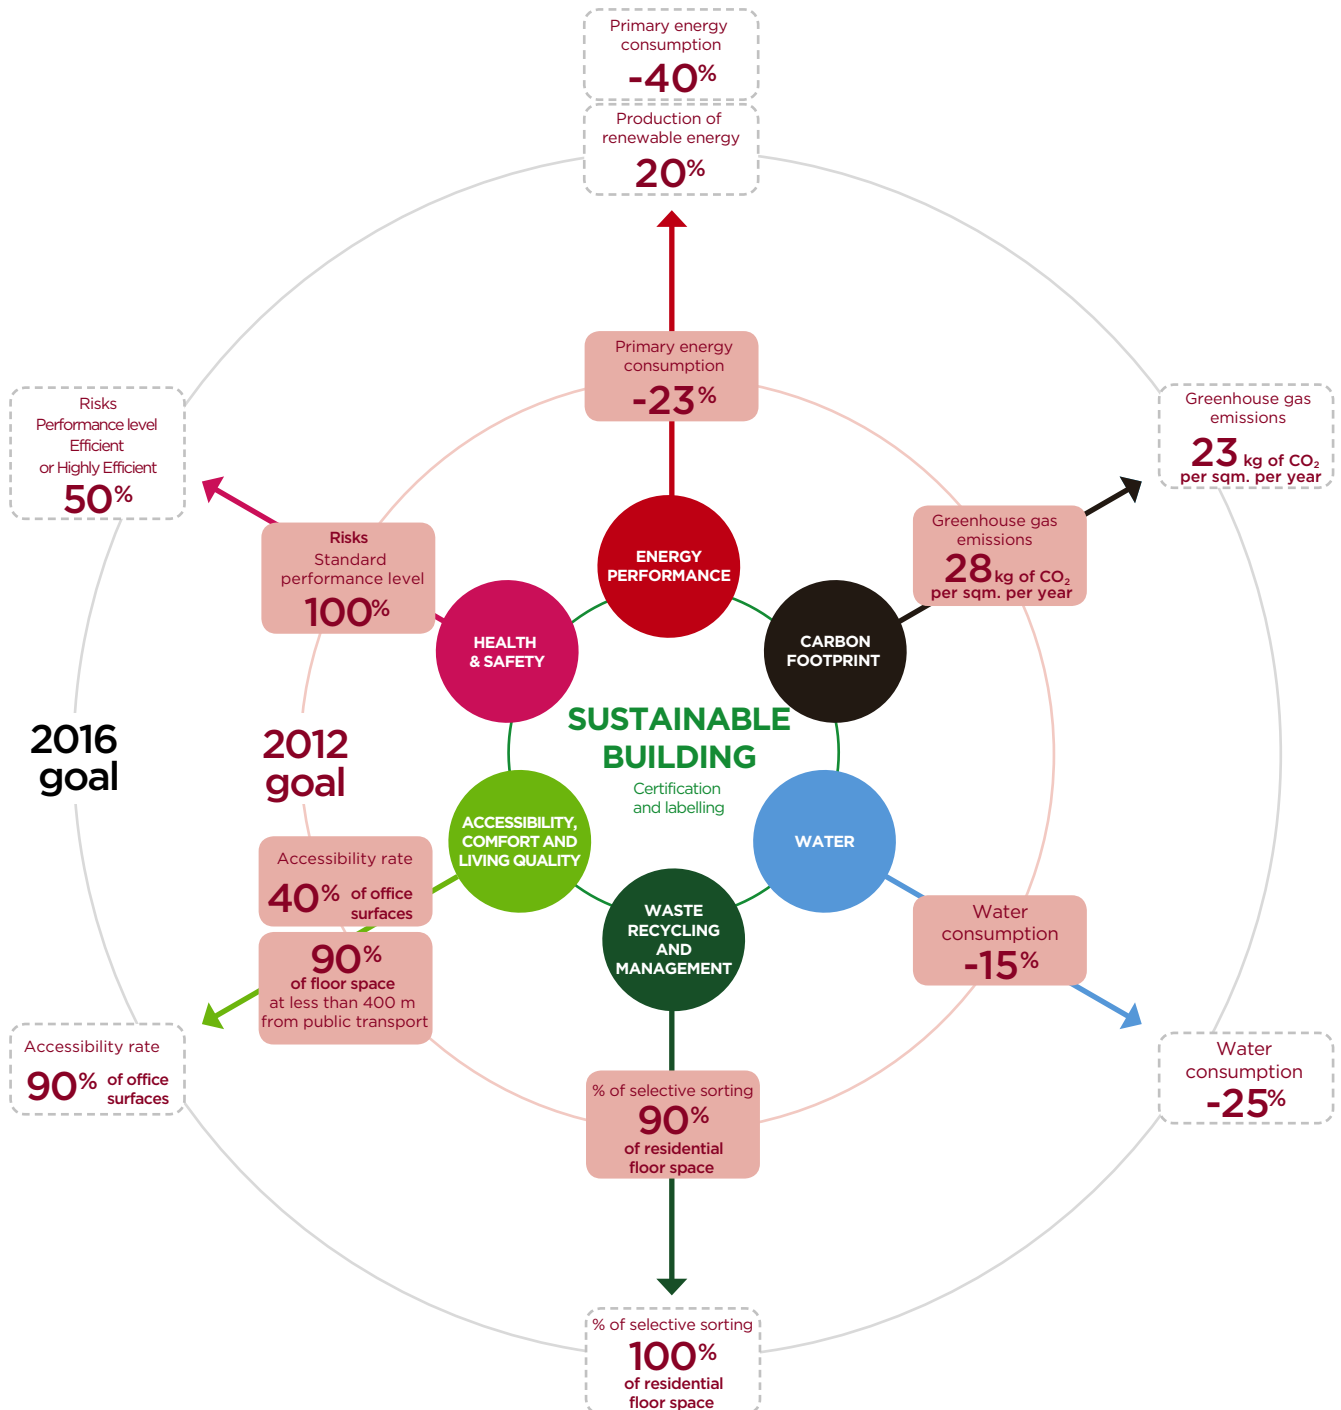 Primary energy
consumption
-40%
Production of
renewable energy
20%
Primary energy
consumption
-23%
Risks
Performance level
Efficient
or Highly Efficient
50%
Greenhouse gas
emissions
23 kg of CO₂
per sqm. per year
Risks
Standard
performance level
100%
Greenhouse gas
emissions
28 kg of CO₂
per sqm. per year
ENERGY
PERFORMANCE
HEALTH
& SAFETY
CARBON
FOOTPRINT
SUSTAINABLE
BUILDING
Certification
and labelling
2016
goal
2012
goal
ACCESSIBILITY,
COMFORT AND
LIVING QUALITY
WATER
WASTE
RECYCLING
AND
MANAGEMENT
Accessibility rate
40% of office
surfaces
90%
of floor space
at less than 400 m
from public transport
Water
consumption
-15%
Accessibility rate
90% of office
surfaces
Water
consumption
-25%
% of selective sorting
90%
of residential
floor space
% of selective sorting
100%
of residential
floor space